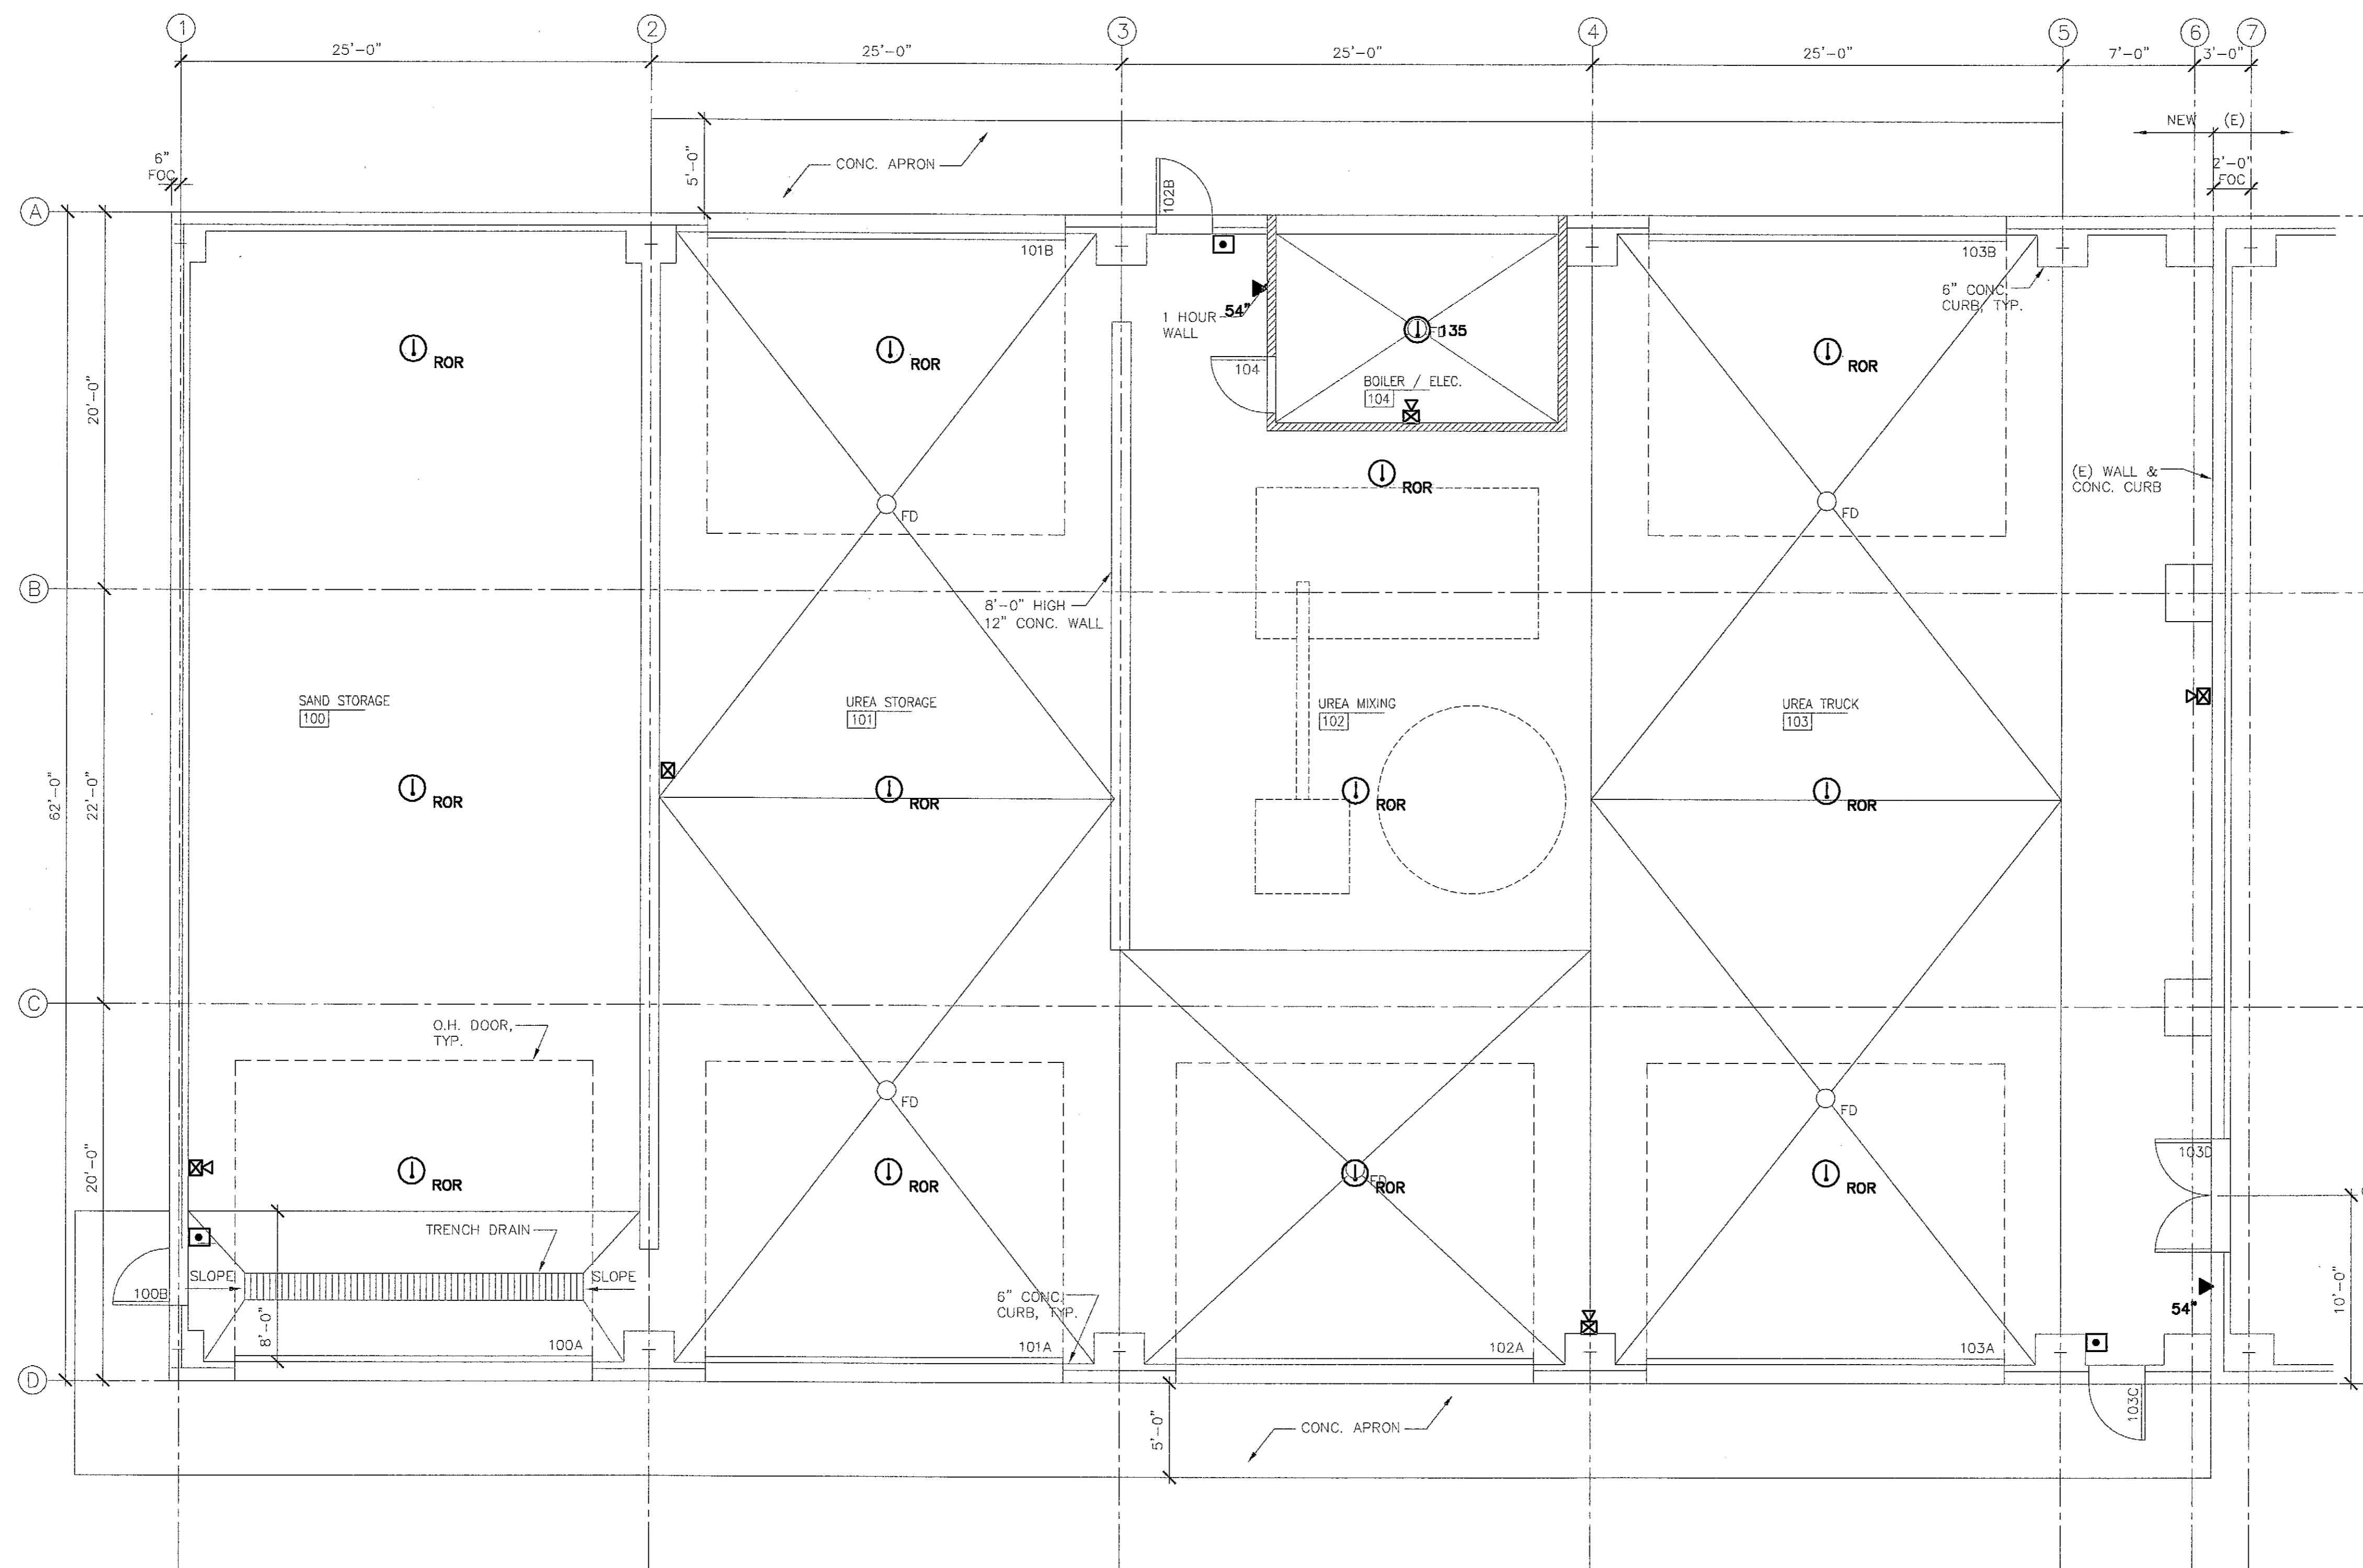 1 2 3 4 5 6 7
25'-0" 25'-0" 25'-0" 25'-0" 7'-0" 3'-0"
NEW (E)
2'-0"
FOC
6"
FOC
5'-0"
CONC. APRON
102B
A
101B
103B
6" CONC.
CURB, TYP.
54"
1 HOUR
WALL
FD
135
ROR
ROR
ROR
104
BOILER / ELEC.
104
20'-0"
ROR
(E) WALL &
CONC. CURB
FD
FD
B
8'-0" HIGH
12" CONC. WALL
SAND STORAGE
100
UREA STORAGE
101
UREA MIXING
102
UREA TRUCK
103
62'-0"
22'-0"
ROR
ROR
ROR
ROR
C
O.H. DOOR,
TYP.
FD
FD
20'-0"
103D
ROR
ROR
FD
ROR
ROR
TRENCH DRAIN
SLOPE
SLOPE
100B
8'-0"
6" CONC.
CURB, TYP.
54"
10'-0"
100A
101A
102A
103A
D
103C
5'-0"
CONC. APRON